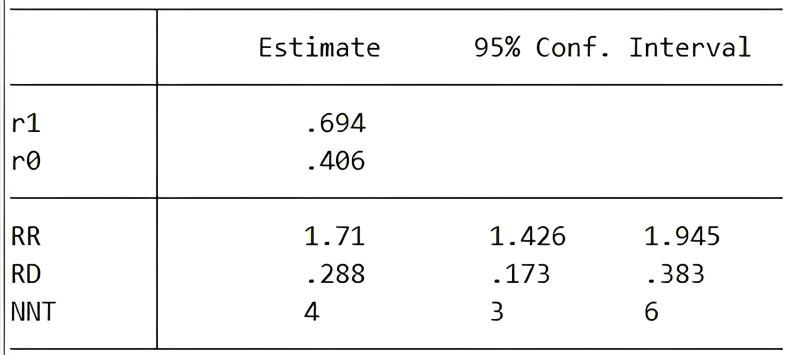 Estimate 95% Conf. Interval
r1 .694
r0 .406
RR 1.71 1.426 1.945
RD .288 .173 .383
NNT 4 3 6